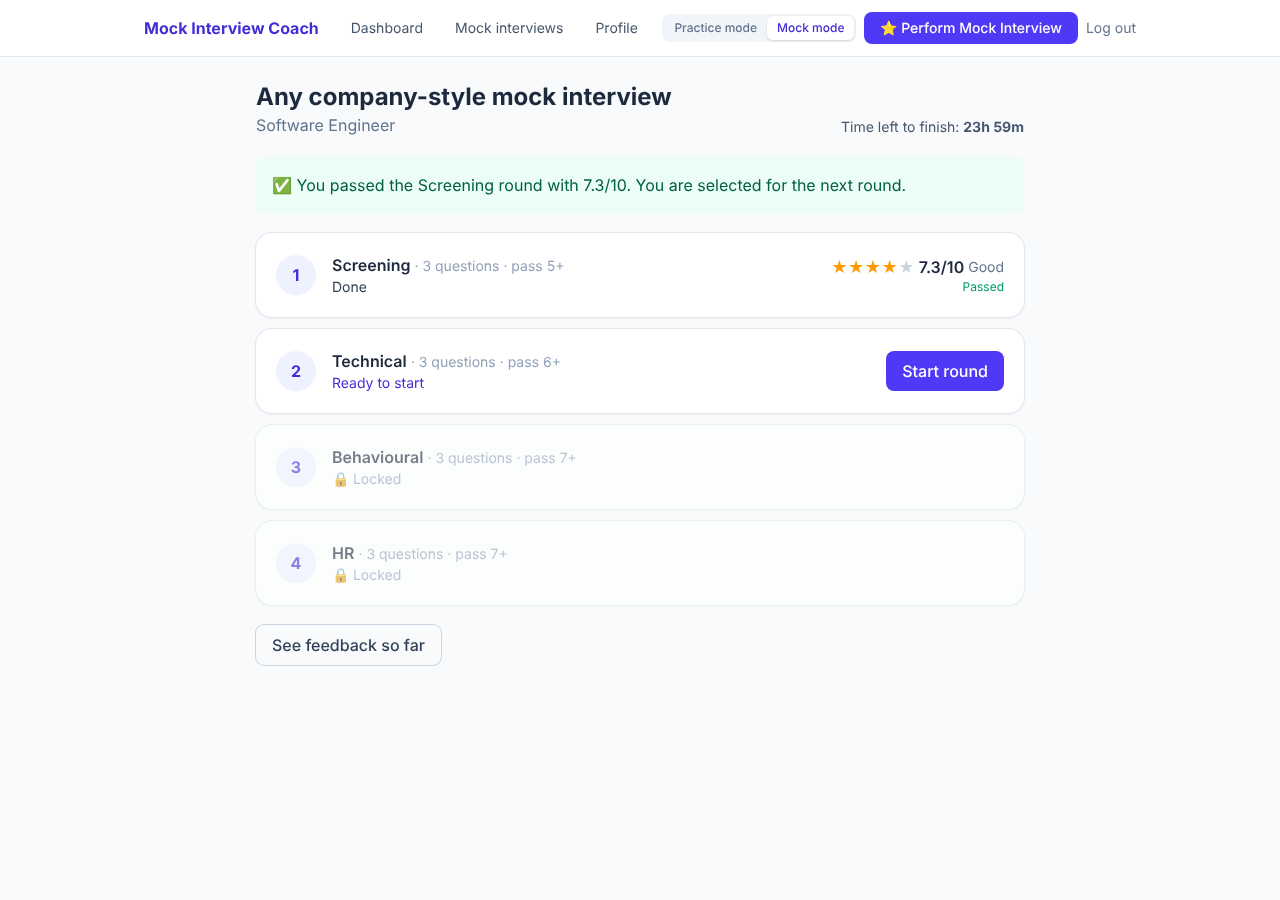 Mock Interview Coach Dashboard Mock interviews Profile Practice mode Mock mode ⭐ Perform Mock Interview Log out
Any company-style mock interview
Software Engineer
Time left to finish: 23h 59m
✅ You passed the Screening round with 7.3/10. You are selected for the next round.
1 Screening · 3 questions · pass 5+ ★★★★★ 7.3/10 Good
Done Passed
2 Technical · 3 questions · pass 6+
Ready to start
Start round
3 Behavioural · 3 questions · pass 7+
🔒 Locked
4 HR · 3 questions · pass 7+
🔒 Locked
See feedback so far